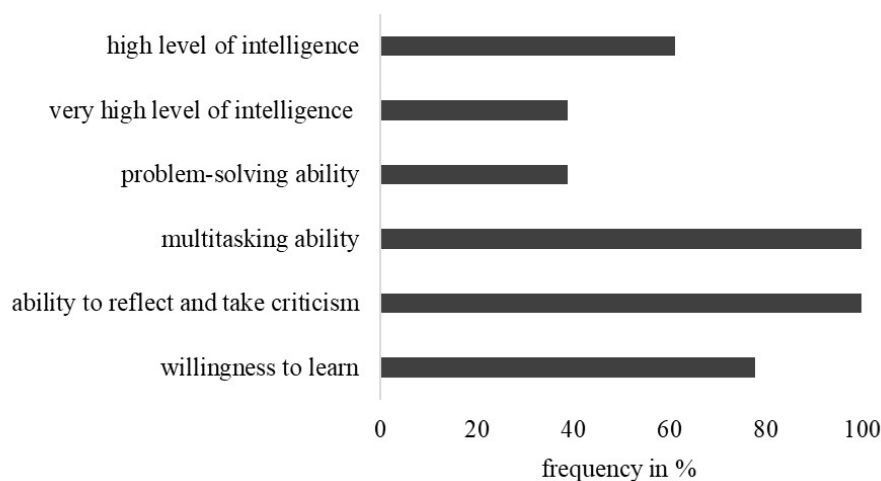 high level of intelligence
very high level of intelligence
problem-solving ability
multitasking ability
ability to reflect and take criticism
willingness to learn
0 20 40 60 80 100
frequency in %